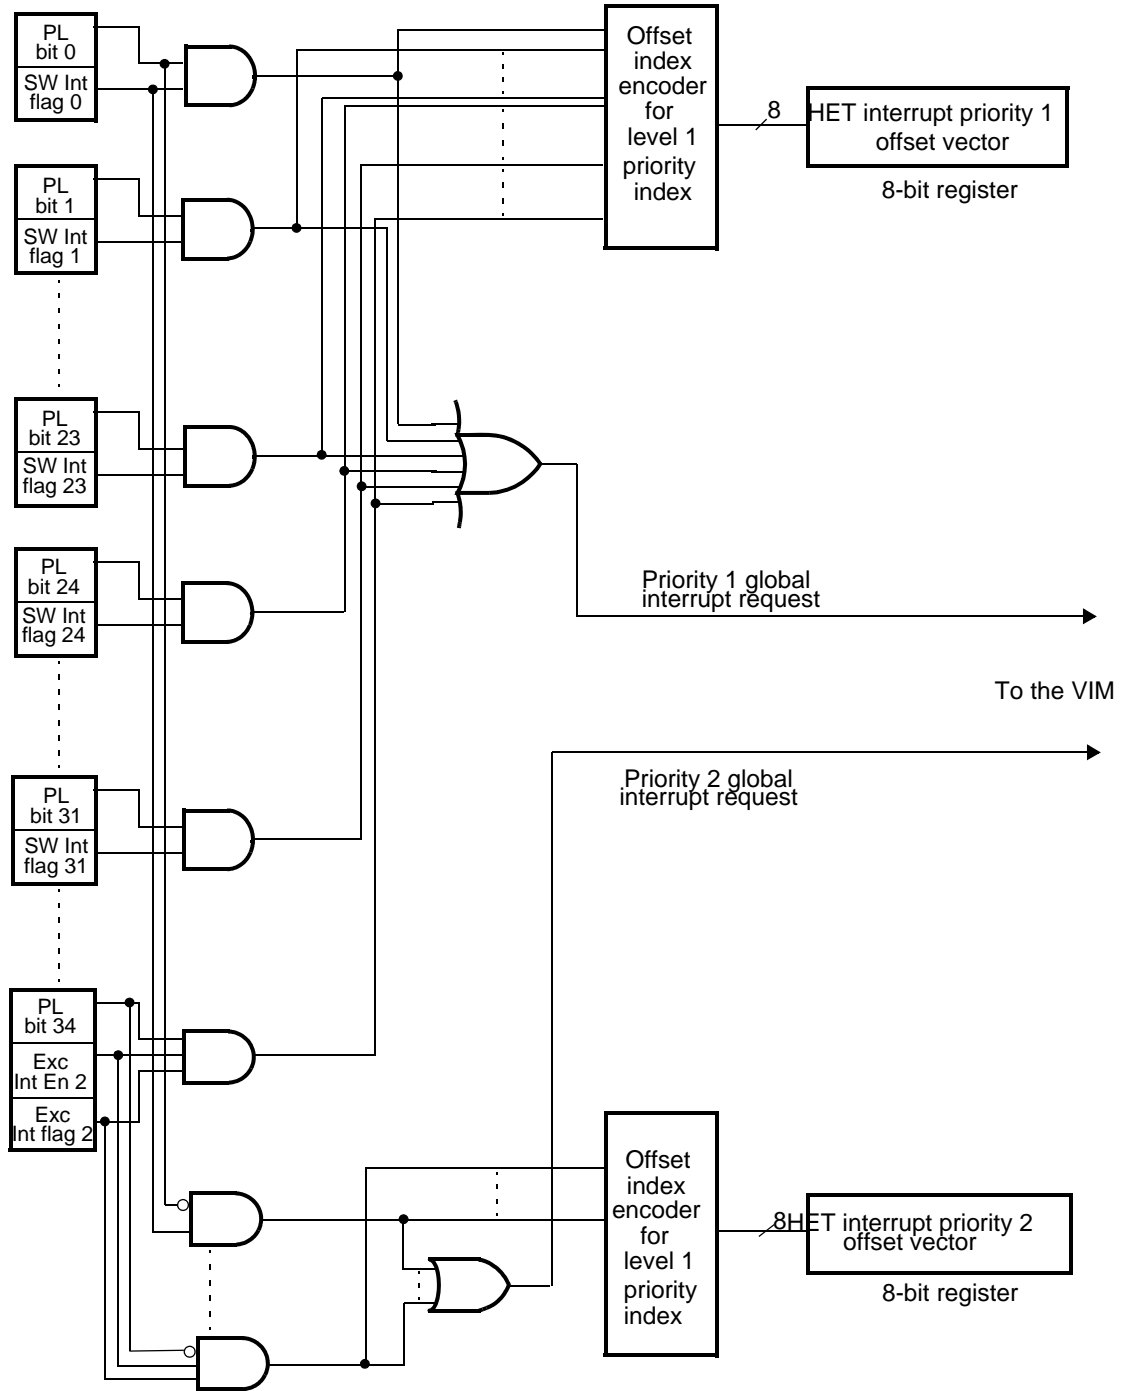 PL
bit 0
SW Int
flag 0
Offset
index
encoder
for
level 1
priority
index
8
HET interrupt priority 1
offset vector
8-bit register
PL
bit 1
SW Int
flag 1
PL
bit 23
SW Int
flag 23
PL
bit 24
SW Int
flag 24
Priority 1 global
interrupt request
To the VIM
Priority 2 global
interrupt request
PL
bit 31
SW Int
flag 31
PL
bit 34
Exc
Int En 2
Exc
Int flag 2
Offset
index
encoder
for
level 1
priority
index
8
HET interrupt priority 2
offset vector
8-bit register